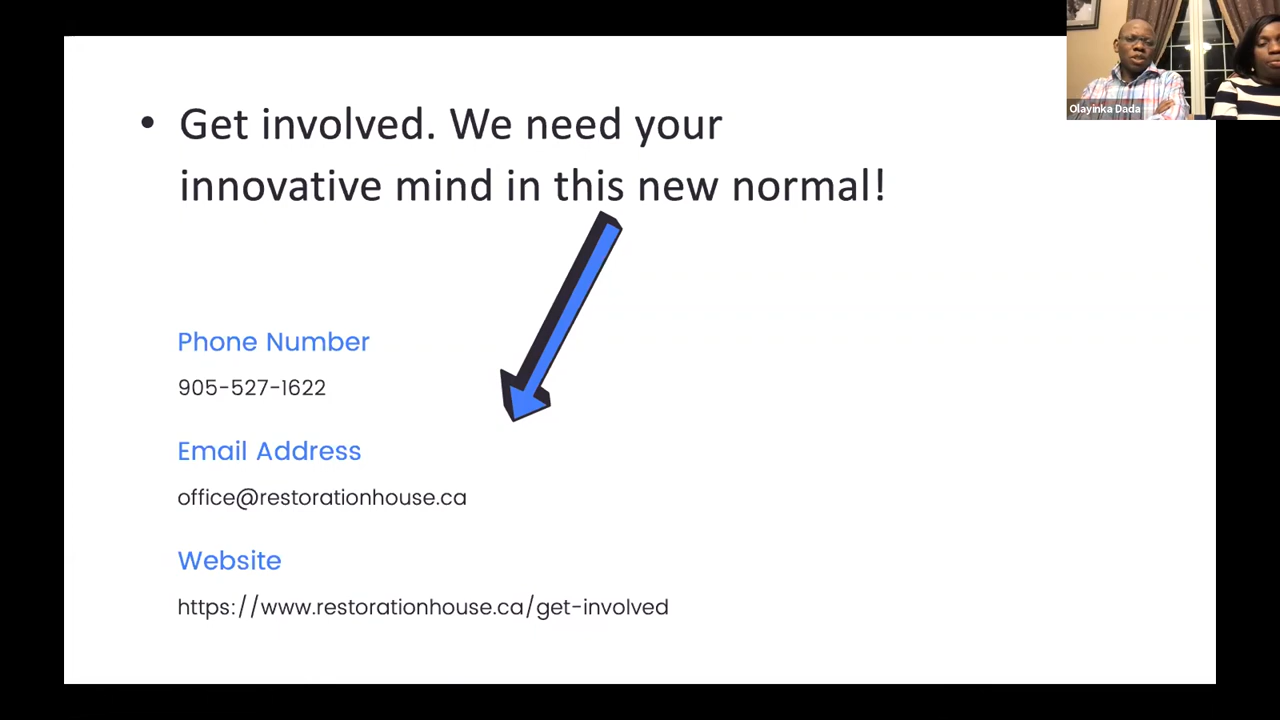 Olayinka Dada
• Get involved. We need your
innovative mind in this new normal!
Phone Number
905-527-1622
Email Address
office@restorationhouse.ca
Website
https://www.restorationhouse.ca/get-involved